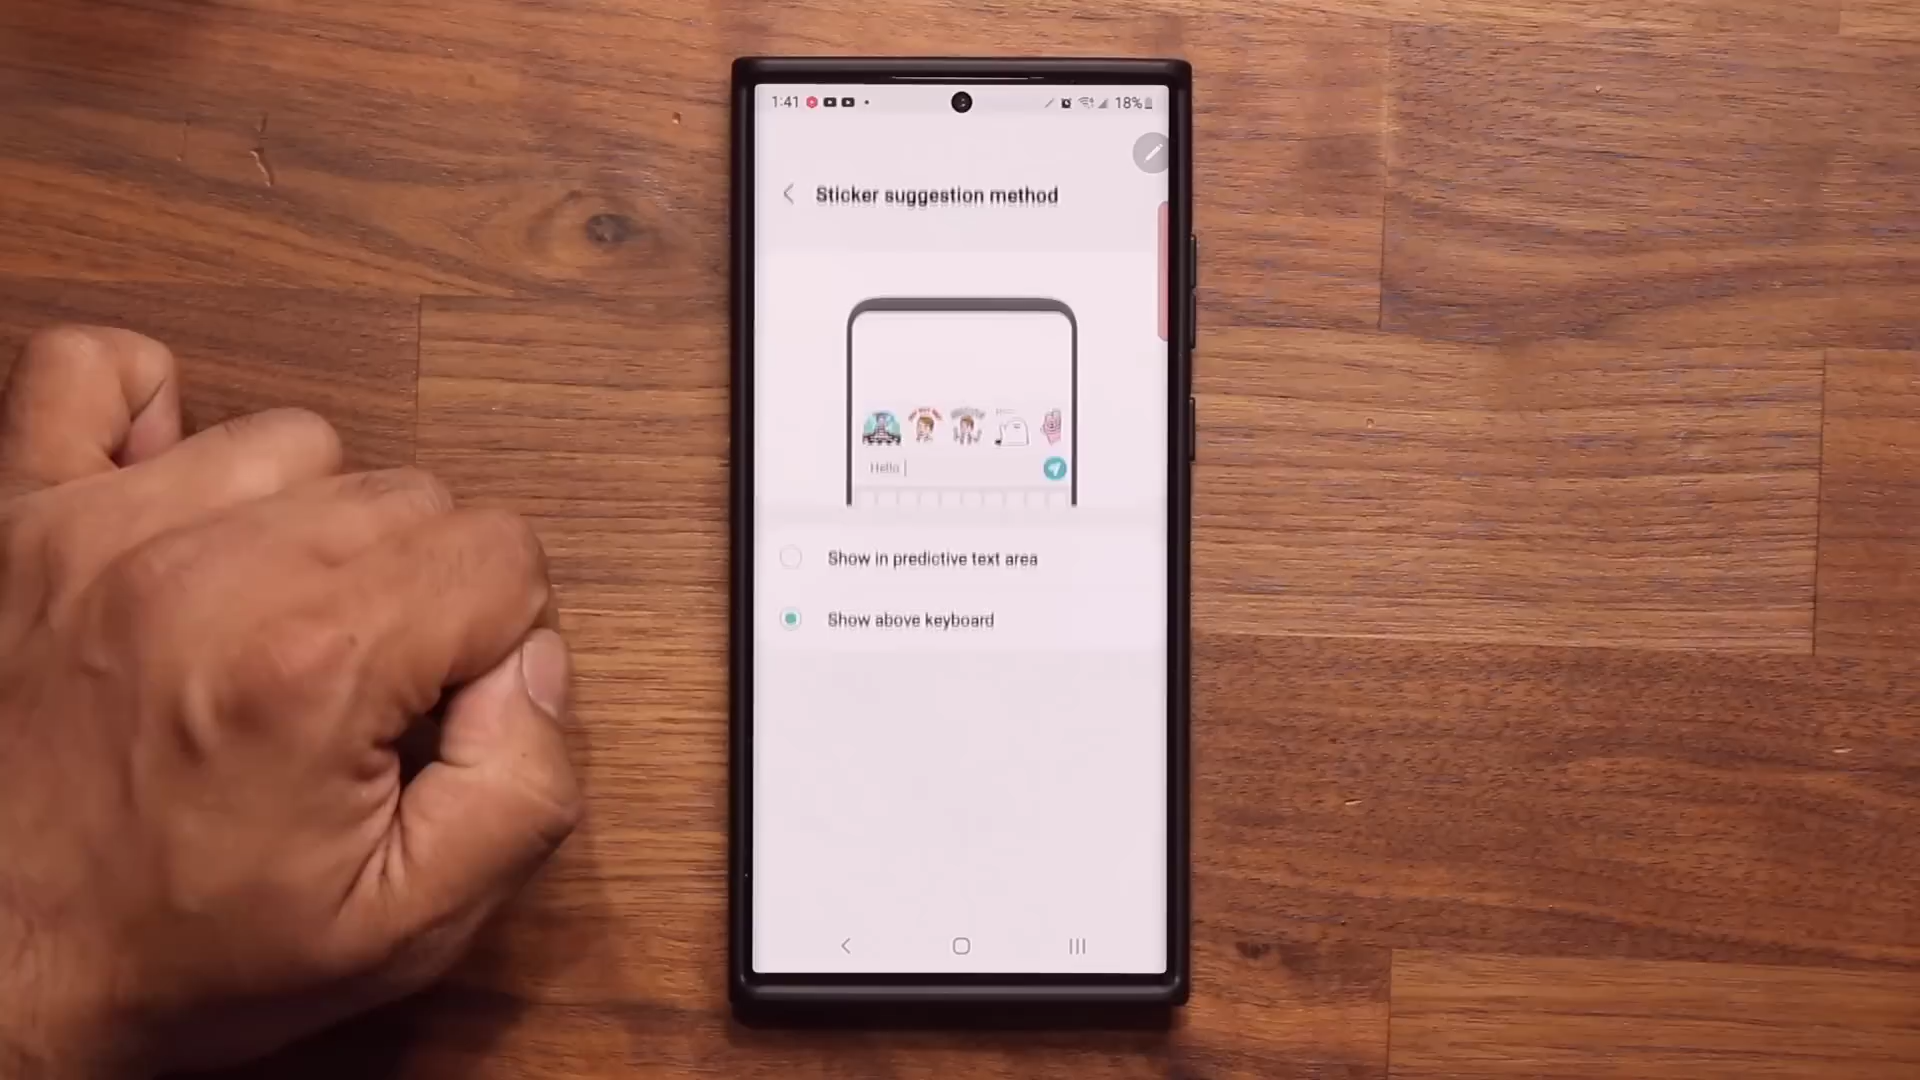 1:41
18%
Sticker suggestion method
Hello
Show in predictive text area
Show above keyboard